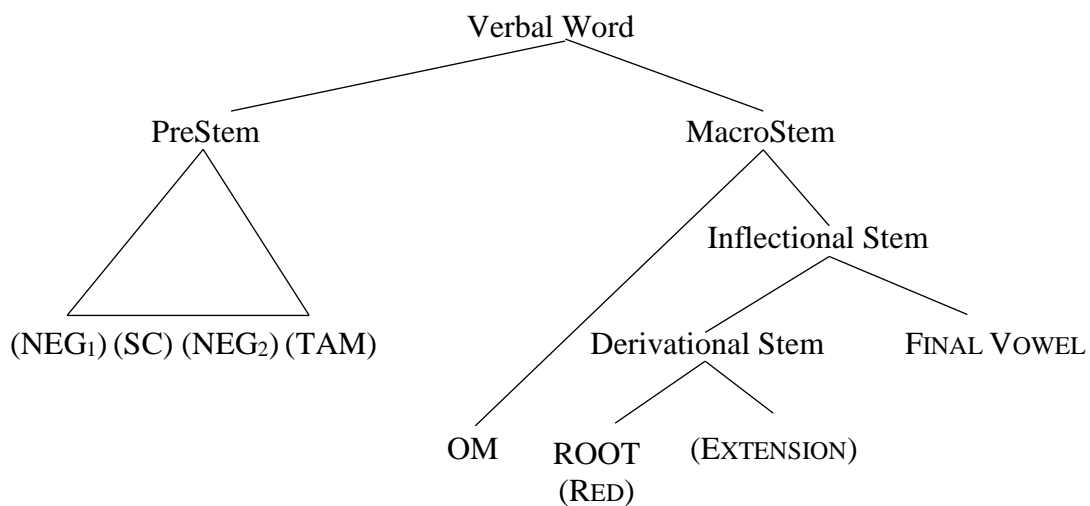 Verbal Word
PreStem MacroStem
Inflectional Stem
(NEG₁) (SC) (NEG₂) (TAM) Derivational Stem FINAL VOWEL
OM ROOT (EXTENSION)
(RED)